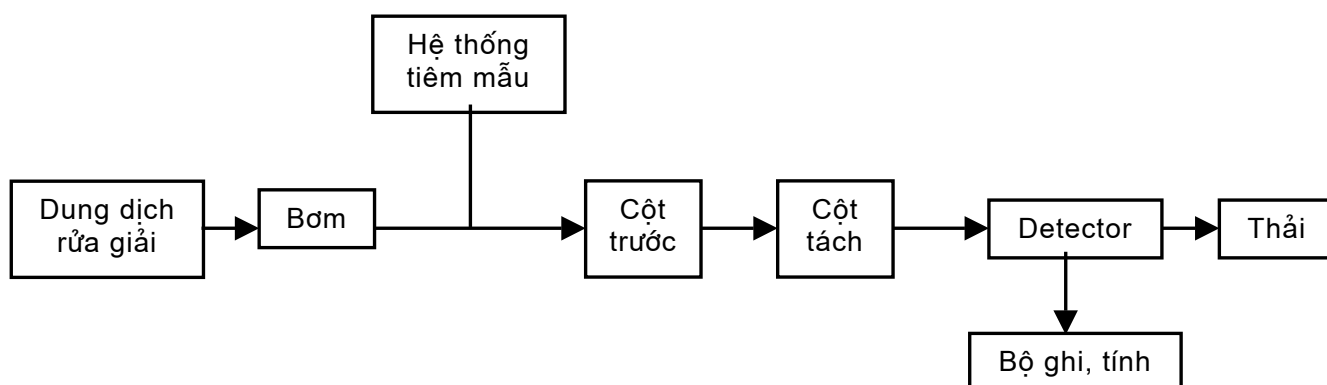 Hệ thống
tiêm mẫu
Dung dịch
rửa giải
Bơm
Cột
trước
Cột
tách
Detector
Thải
Bộ ghi, tính